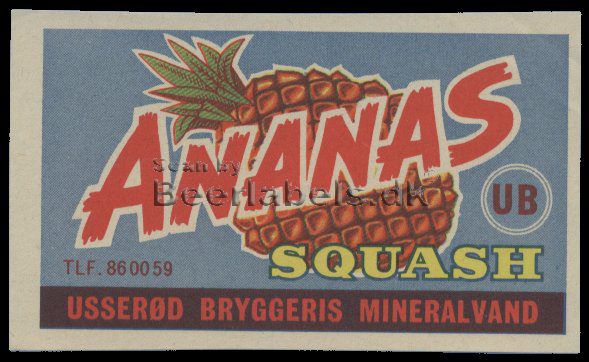 ANANAS
Scan by
Beerlabels.dk
UB
SQUASH
TLF. 860059
USSERØD BRYGGERIS MINERALVAND